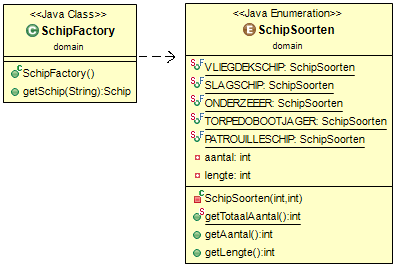 <<Java Class>>
SchipFactory
domain
SchipFactory()
getSchip(String):Schip
<<Java Enumeration>>
SchipSoorten
domain
VLIEGDEKSCHIP: SchipSoorten
SLAGSCHIP: SchipSoorten
ONDERZEEER: SchipSoorten
TORPEDOBOOTJAGER: SchipSoorten
PATROUILLESCHIP: SchipSoorten
aantal: int
lengte: int
SchipSoorten(int,int)
getTotaalAantal():int
getAantal():int
getLengte():int